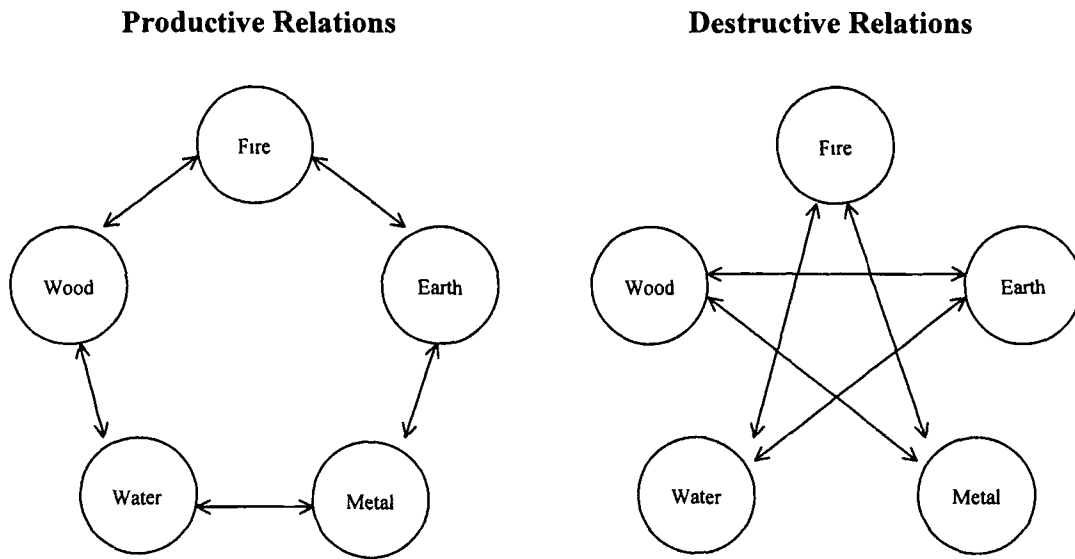 Productive Relations
Fire
Wood
Earth
Water
Metal
Destructive Relations
Fire
Wood
Earth
Water
Metal